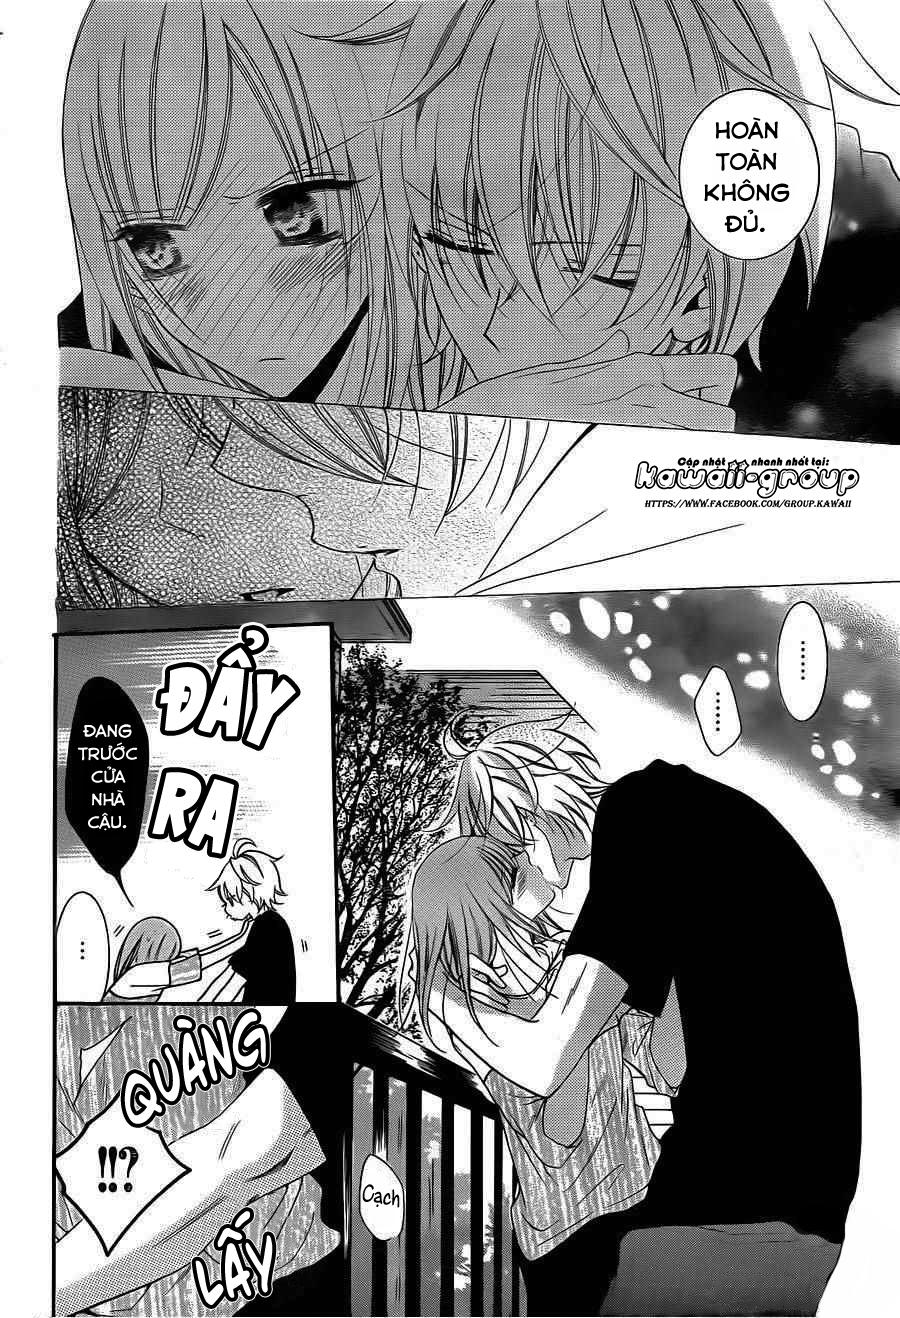 HOÀN
TOÀN
KHÔNG
ĐỦ.
Cập nhật nhanh nhất tại:
kawaii-group
HTTPS://WWW.FACEBOOK.COM/GROUP.KAWAII
......
......
ĐẨY
RA
ĐANG
TRƯỚC
CỬA
NHÀ
CẬU.
...
QUÀNG
LẤY
!!?
Cạch